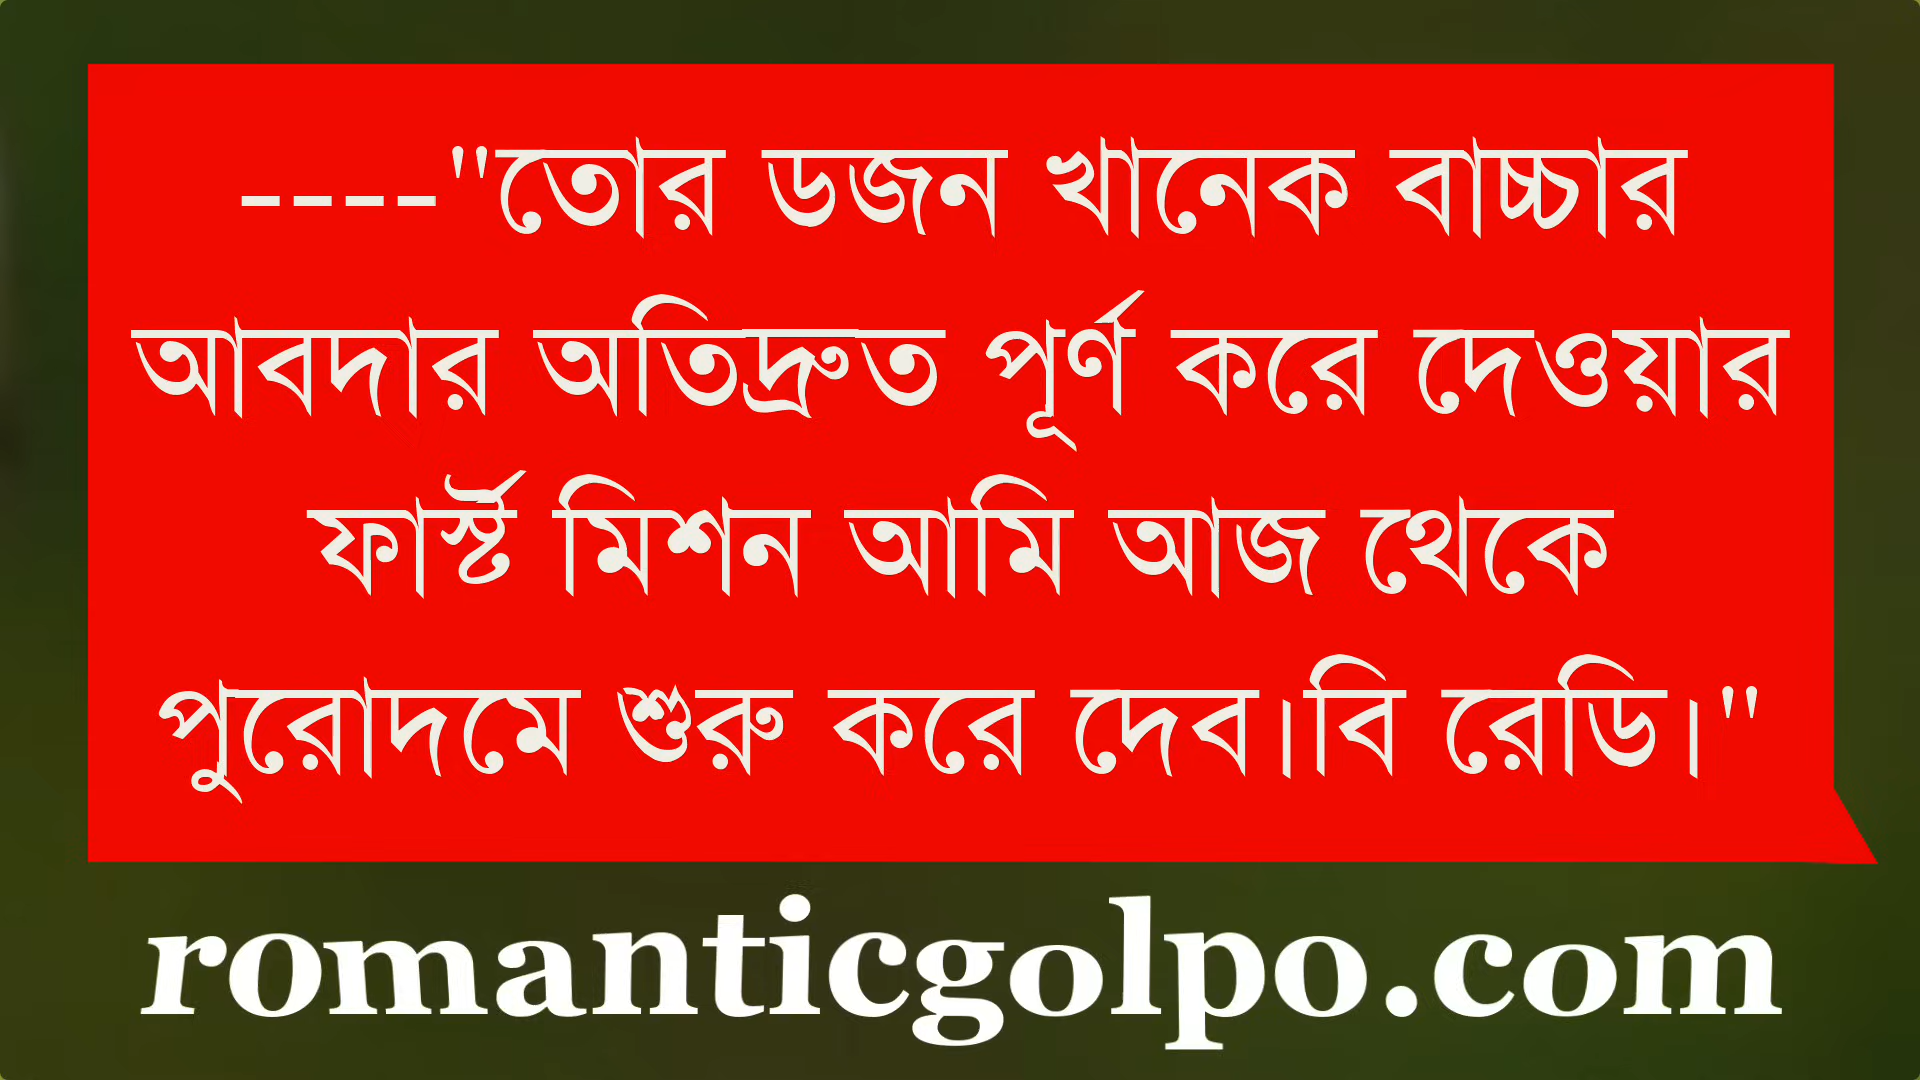 ----"তোর ডজন খানেক বাচ্চার
আবদার অতিদ্রুত পূর্ণ করে দেওয়ার
ফার্স্ট মিশন আমি আজ থেকে
পুরোদমে শুরু করে দেব।বি রেডি।"
romanticgolpo.com